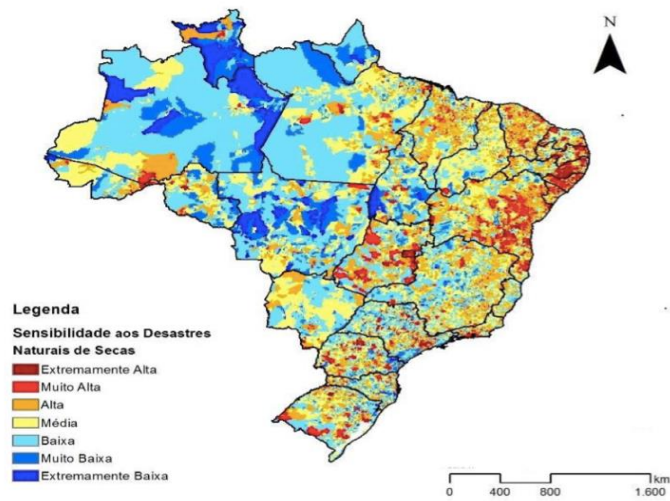 N
Legenda
Sensibilidade aos Desastres
Naturais de Secas
Extremamente Alta
Muito Alta
Alta
Média
Baixa
Muito Baixa
Extremamente Baixa
km
0 400 800 1.600